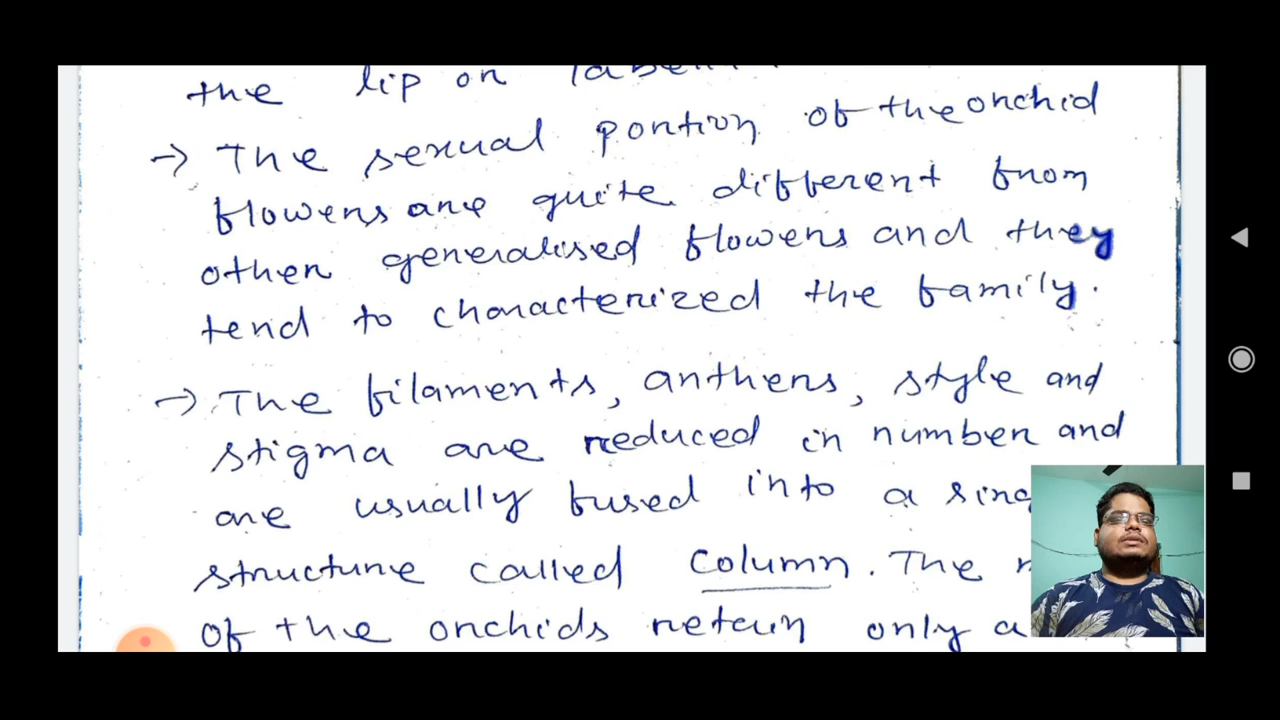 the lip or
→ The sexual portion of the orchid
flowers are quite different from
other generalised flowers and they
tend to characterized the family.
→ The filaments, anthers, style and
stigma are reduced in number and
are usually fused into a
structure called Column. The
of the orchids retain only a